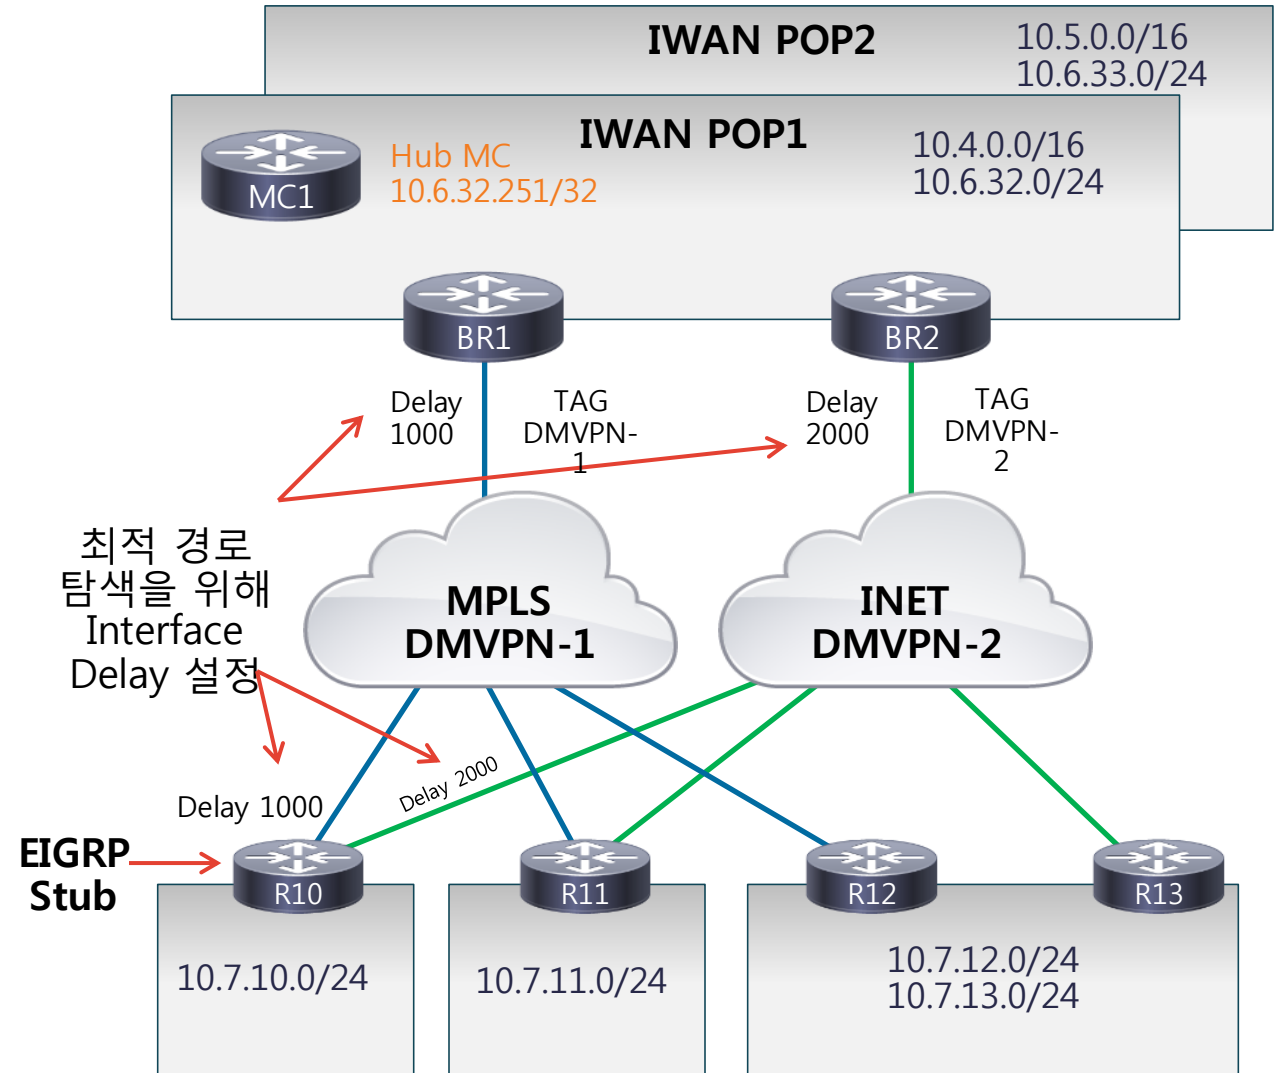 IWAN POP2
10.5.0.0/16
10.6.33.0/24
IWAN POP1
10.4.0.0/16
10.6.32.0/24
MC1
Hub MC
10.6.32.251/32
BR1
BR2
Delay
1000
TAG
DMVPN-
1
Delay
2000
TAG
DMVPN-
2
최적 경로
탐색을 위해
Interface
Delay 설정
MPLS
DMVPN-1
INET
DMVPN-2
Delay 1000
Delay 2000
EIGRP
Stub
R10
R11
R12
R13
10.7.10.0/24
10.7.11.0/24
10.7.12.0/24
10.7.13.0/24